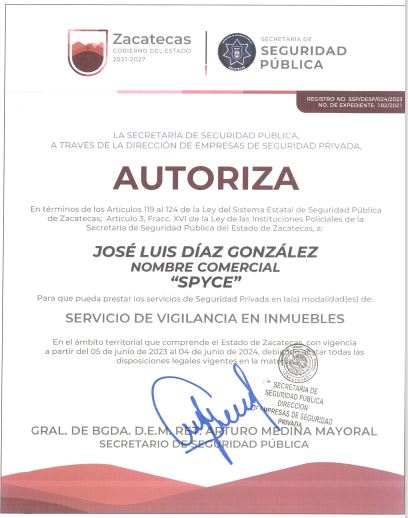 Zacatecas
GOBIERNO DEL ESTADO
2021-2027
SECRETARÍA DE
SEGURIDAD
PÚBLICA
REGISTRO NO. SSP/DESP/024/2023
NO. DE EXPEDIENTE: 182/2021
LA SECRETARÍA DE SEGURIDAD PÚBLICA,
A TRAVÉS DE LA DIRECCIÓN DE EMPRESAS DE SEGURIDAD PRIVADA,
AUTORIZA
En términos de los Artículos 119 al 124 de la Ley del Sistema Estatal de Seguridad Pública
de Zacatecas; Artículo 3, Fracc. XVI de la Ley de las Instituciones Policiales de la
Secretaría de Seguridad Pública del Estado de Zacatecas, a:
JOSÉ LUIS DÍAZ GONZÁLEZ
NOMBRE COMERCIAL
“SPYCE”
Para que pueda prestar los servicios de Seguridad Privada en la(s) modalidad(es) de:
SERVICIO DE VIGILANCIA EN INMUEBLES
En el ámbito territorial que comprende el Estado de Zacatecas, con vigencia
a partir del 05 de junio de 2023 al 04 de junio de 2024, debiendo acatar todas las
disposiciones legales vigentes en la materia.
SECRETARÍA DE
SEGURIDAD PÚBLICA
DIRECCIÓN
DE EMPRESAS DE SEGURIDAD
PRIVADA
GRAL. DE BGDA. D.E.M. RET. ARTURO MEDINA MAYORAL
SECRETARIO DE SEGURIDAD PÚBLICA